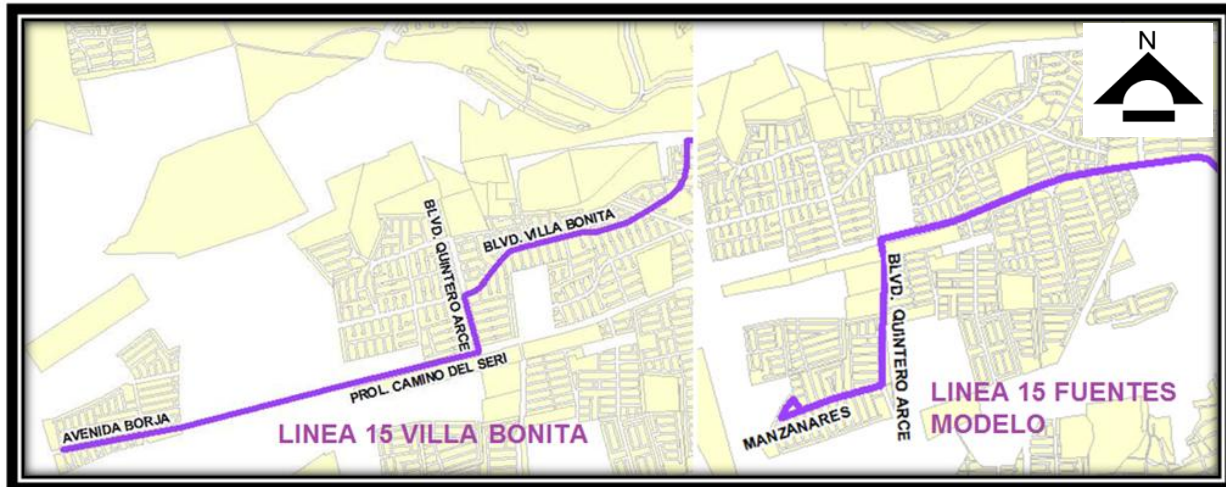 N
BLVD. QUINTERO ARCE
BLVD. VILLA BONITA
PROL. CAMINO DEL SERI
AVENIDA BORJA
LINEA 15 VILLA BONITA
BLVD. QUINTERO ARCE
MANZANARES
LINEA 15 FUENTES
MODELO